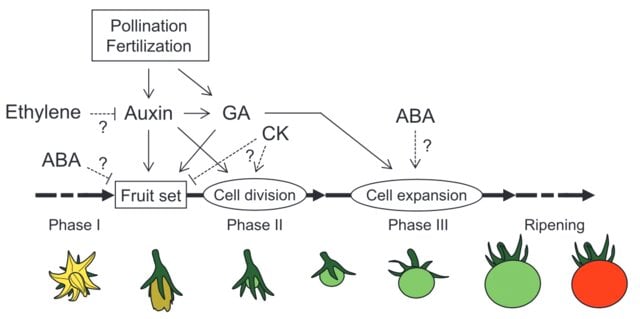 Pollination
Fertilization
Ethylene
?
Auxin
GA
CK
ABA
?
ABA
?
?
Fruit set
Cell division
Cell expansion
Phase I
Phase II
Phase III
Ripening